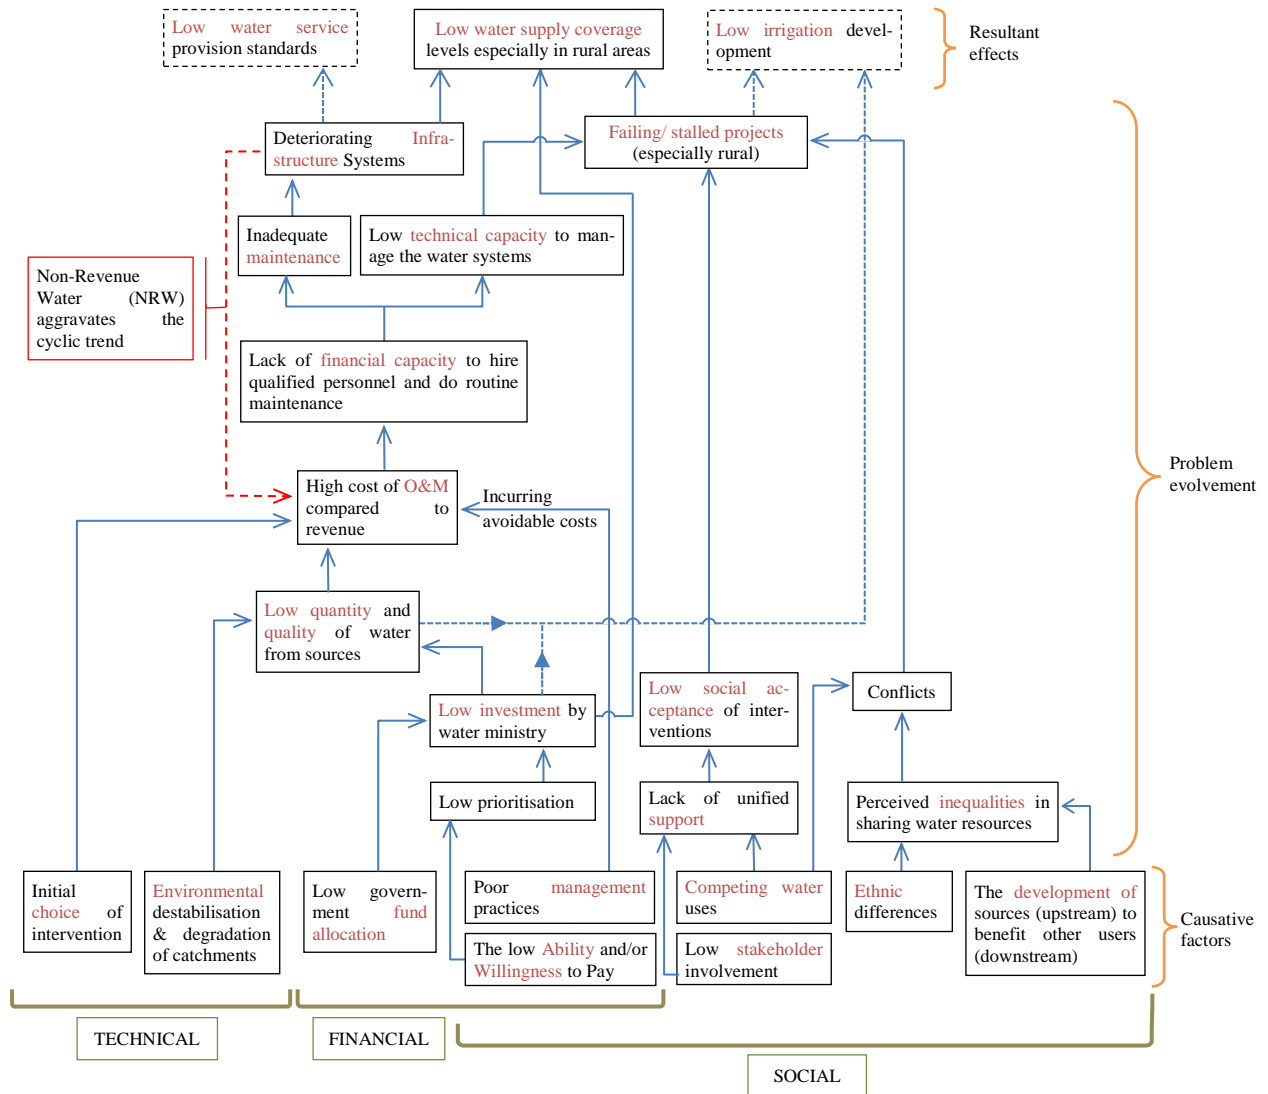 Low water service
provision standards
Low water supply coverage
levels especially in rural areas
Low irrigation devel-
opment
Resultant
effects
Deteriorating Infra-
structure Systems
Failing/ stalled projects
(especially rural)
Inadequate
maintenance
Low technical capacity to man-
age the water systems
Non-Revenue
Water (NRW)
aggravates the
cyclic trend
Lack of financial capacity to hire
qualified personnel and do routine
maintenance
Problem
evolvement
High cost of O&M
compared to
revenue
Incurring
avoidable costs
Low quantity and
quality of water
from sources
Low social ac-
ceptance of inter-
ventions
Conflicts
Low investment by
water ministry
Low prioritisation
Lack of unified
support
Perceived inequalities in
sharing water resources
Initial
choice of
intervention
Environmental
destabilisation
& degradation
of catchments
Low govern-
ment fund
allocation
Poor management
practices
The low Ability and/or
Willingness to Pay
Competing water
uses
Low stakeholder
involvement
Ethnic
differences
The development of
sources (upstream) to
benefit other users
(downstream)
Causative
factors
TECHNICAL
FINANCIAL
SOCIAL